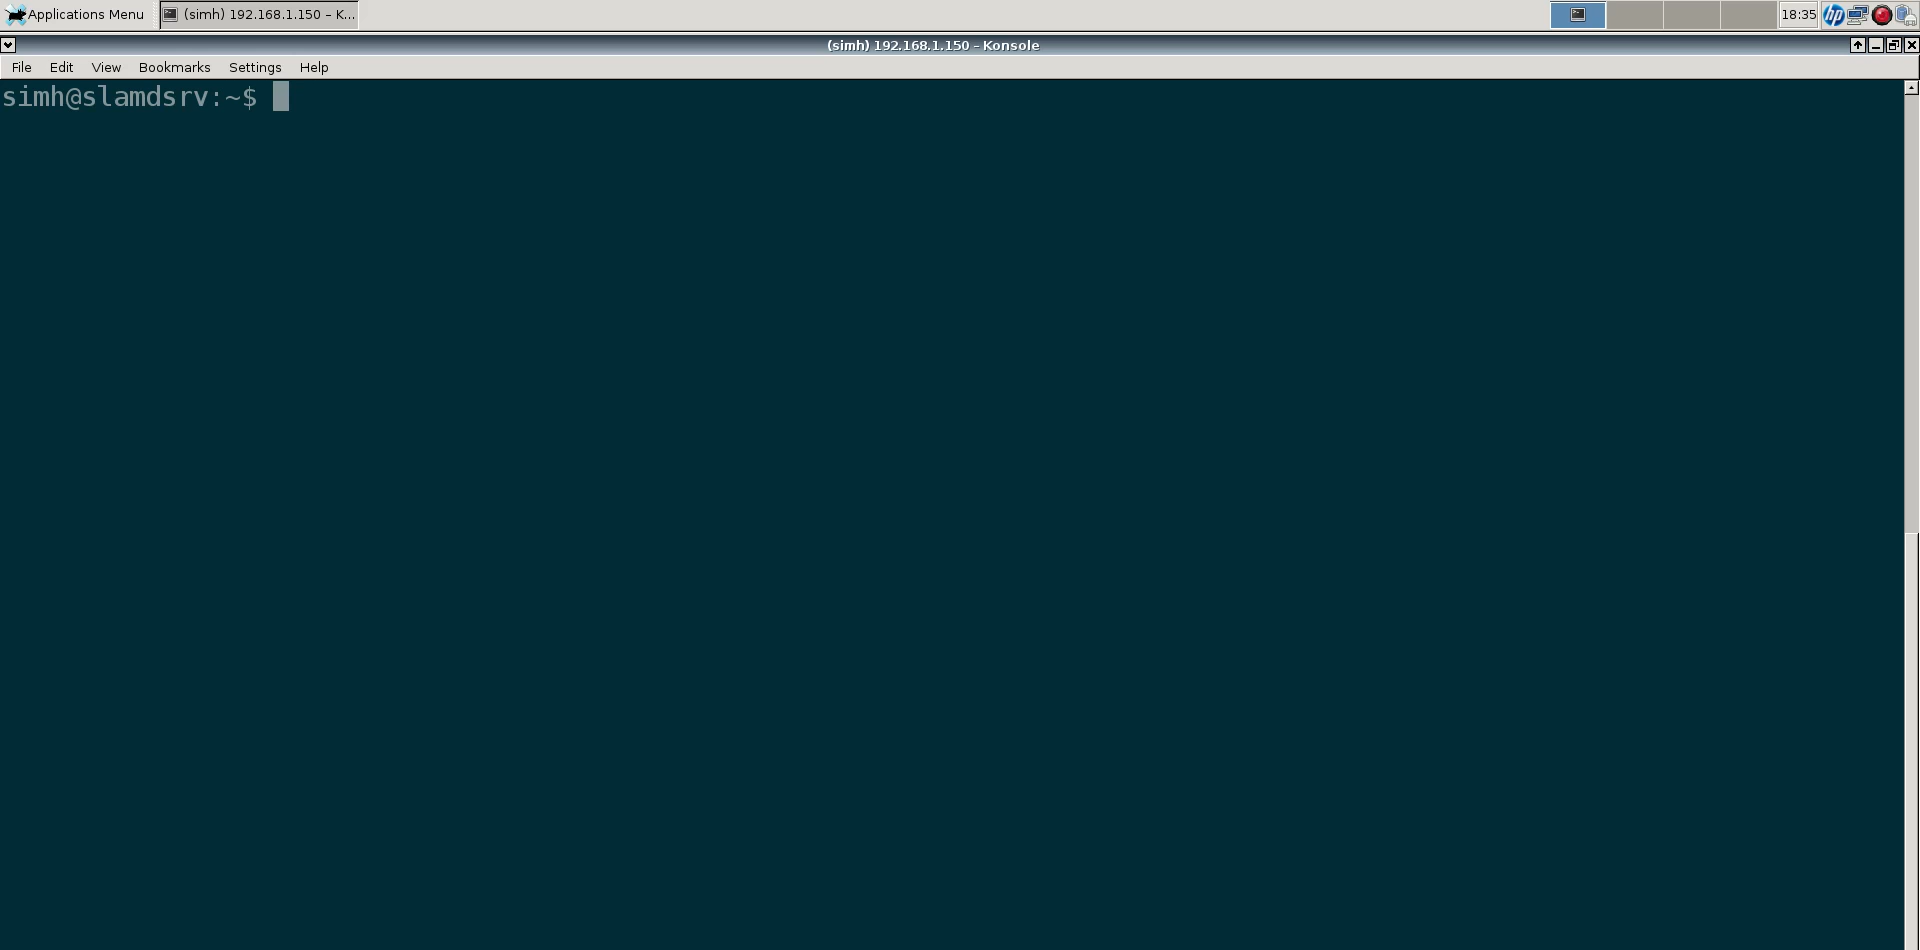 Applications Menu (simh) 192.168.1.150 – K... 18:35 hp
(simh) 192.168.1.150 – Konsole
File Edit View Bookmarks Settings Help
simh@slamdsrv:~$